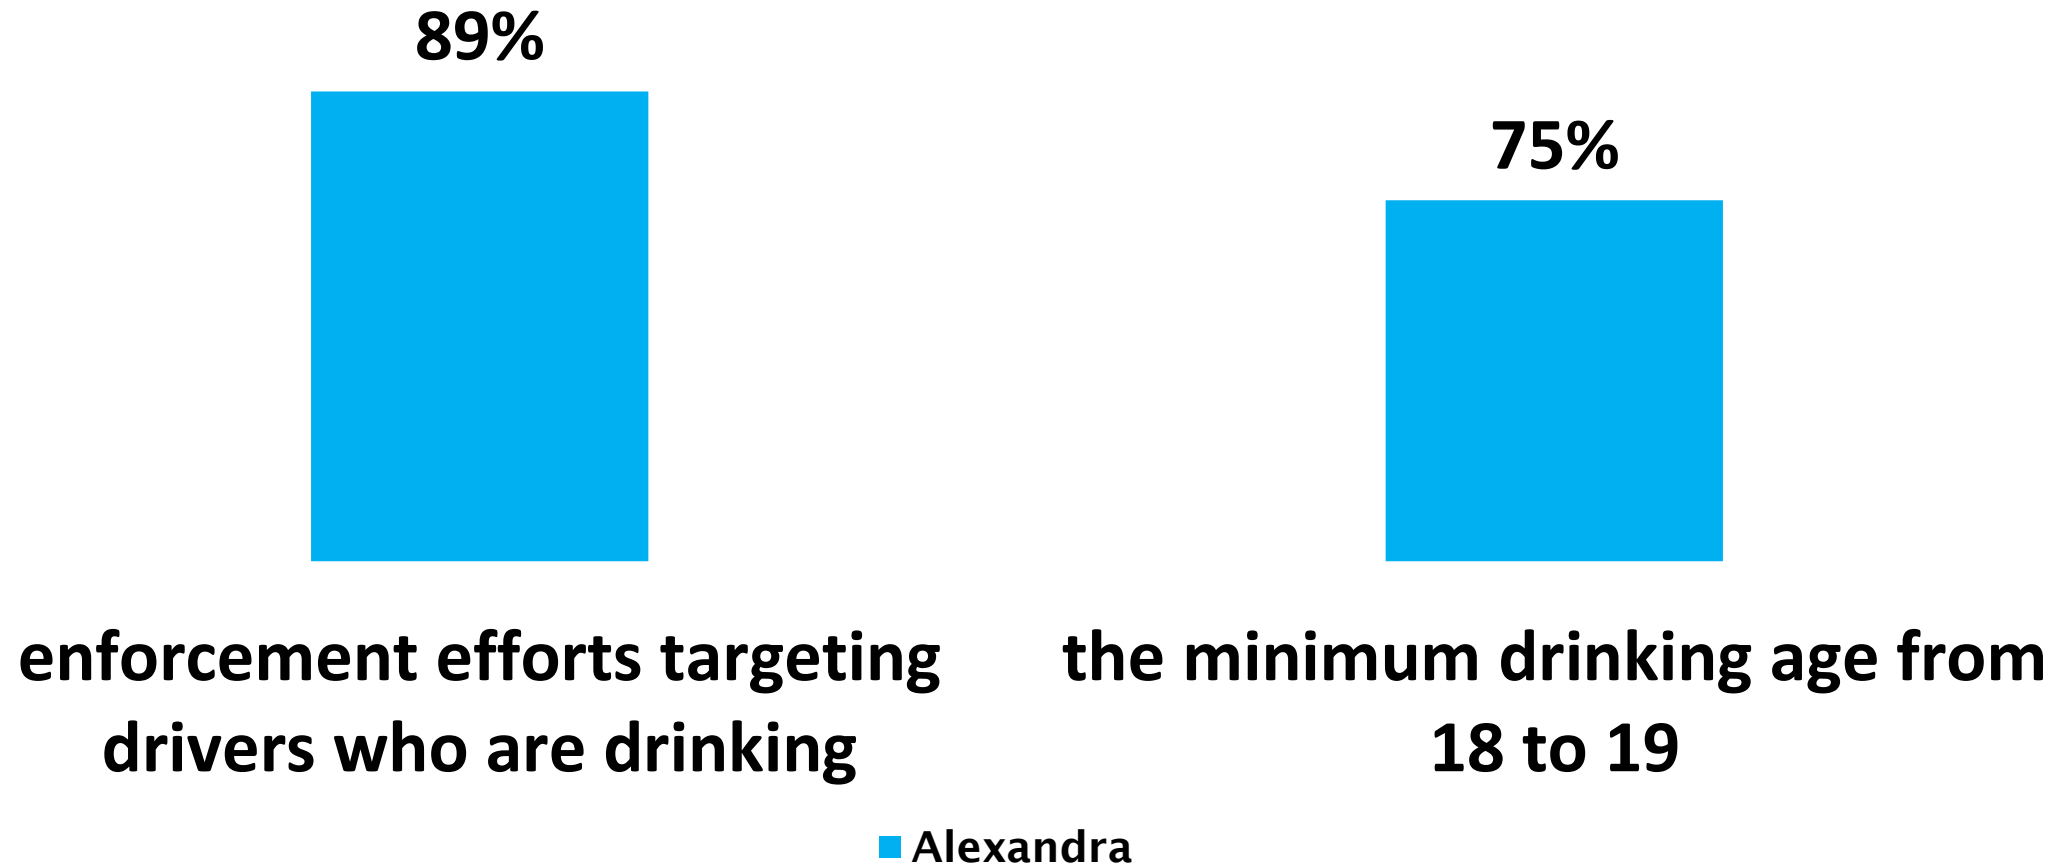 89%
75%
enforcement efforts targeting
drivers who are drinking
the minimum drinking age from
18 to 19
Alexandra